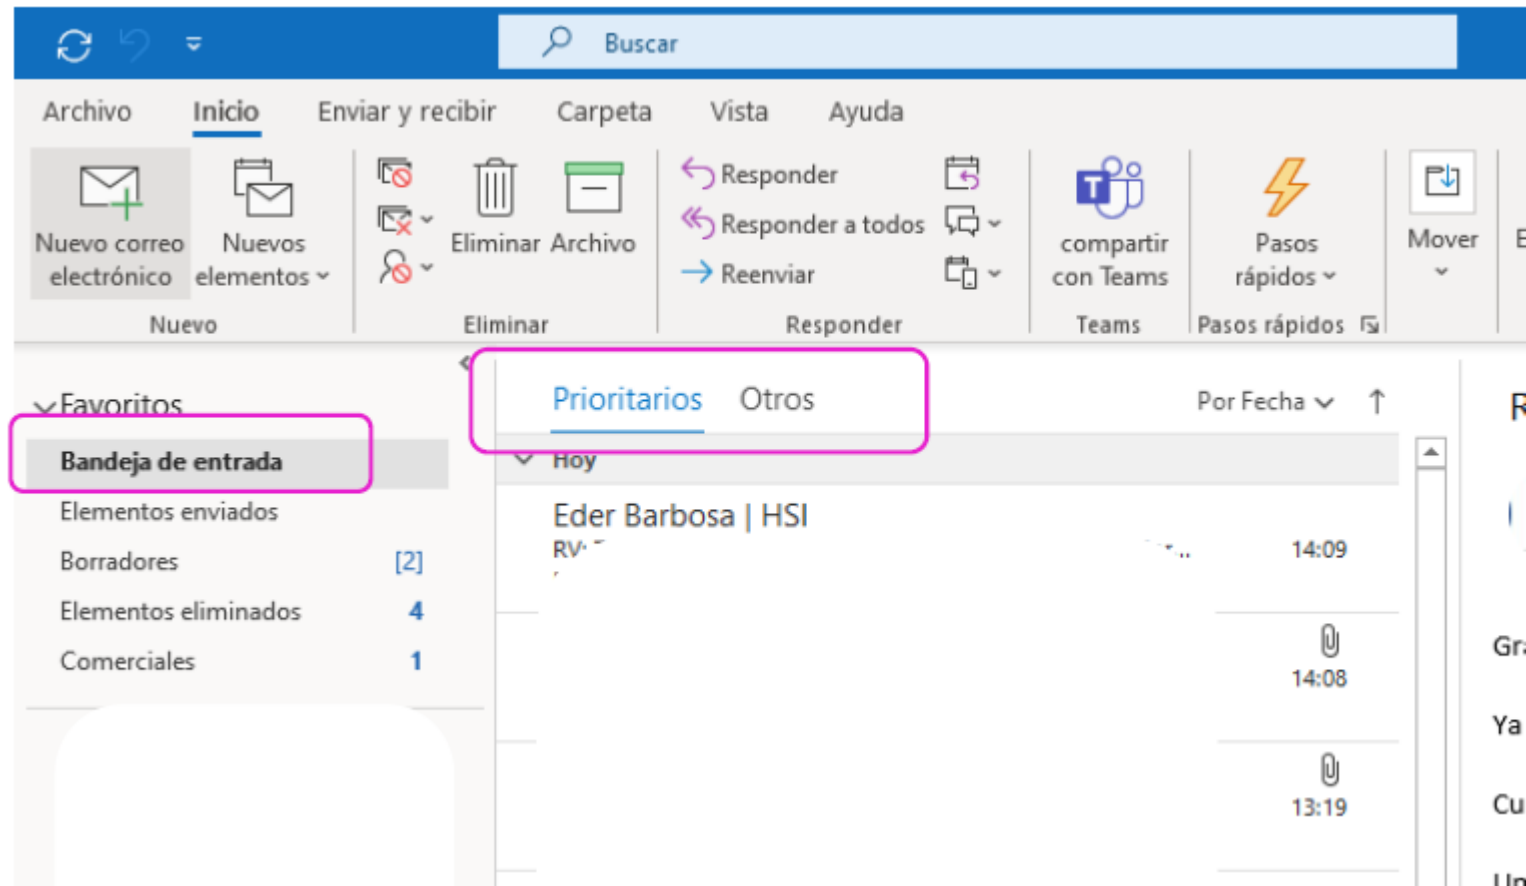 Buscar
Archivo Inicio Enviar y recibir Carpeta Vista Ayuda
Nuevo correo electrónico
Nuevos elementos
Nuevo
Eliminar
Archivo
Eliminar
Responder
Responder a todos
Reenviar
Responder
compartir con Teams
Teams
Pasos rápidos
Pasos rápidos
Mover
Favoritos
Bandeja de entrada
Elementos enviados
Borradores [2]
Elementos eliminados 4
Comerciales 1
Prioritarios Otros
Por Fecha
Hoy
Eder Barbosa | HSI
RV:
14:09
14:08
13:19
Ya